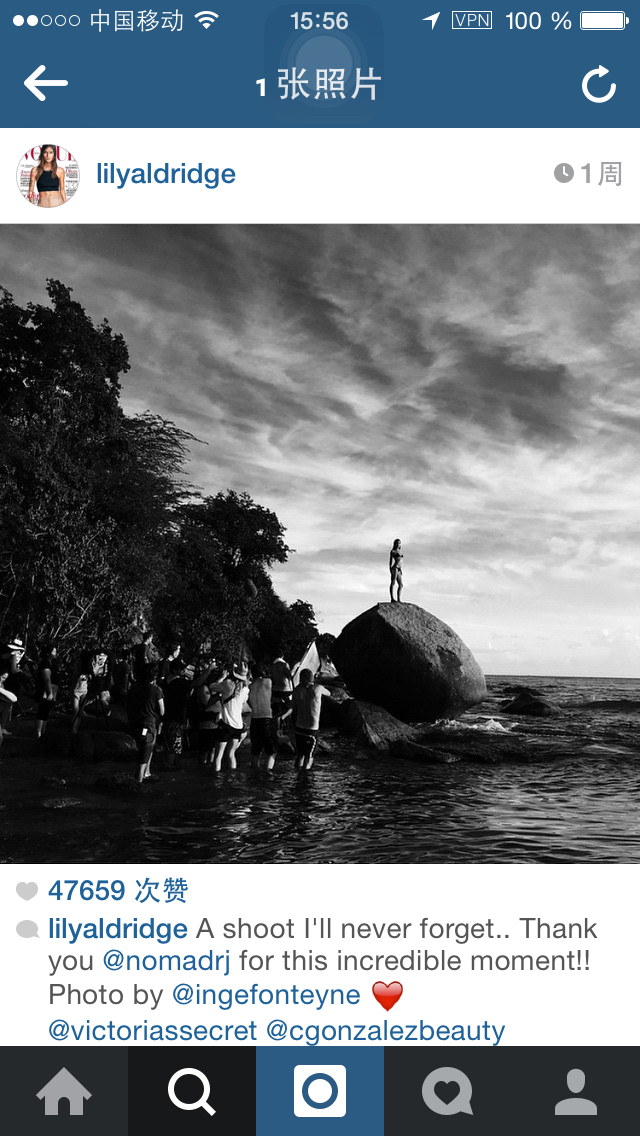 中国移动 15:56 VPN 100 %
1 张照片
lilyaldridge 1周
47659 次赞
lilyaldridge A shoot I'll never forget.. Thank
you @nomadrj for this incredible moment!!
Photo by @ingefonteyne ❤️
@victoriassecret @cgonzalezbeauty